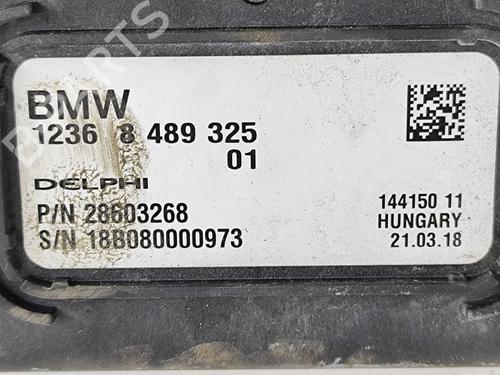 BMW
1236 8 489 325
01
DELPHI
P/N 28603268
S/N 18B080000973
144150 11
HUNGARY
21.03.18